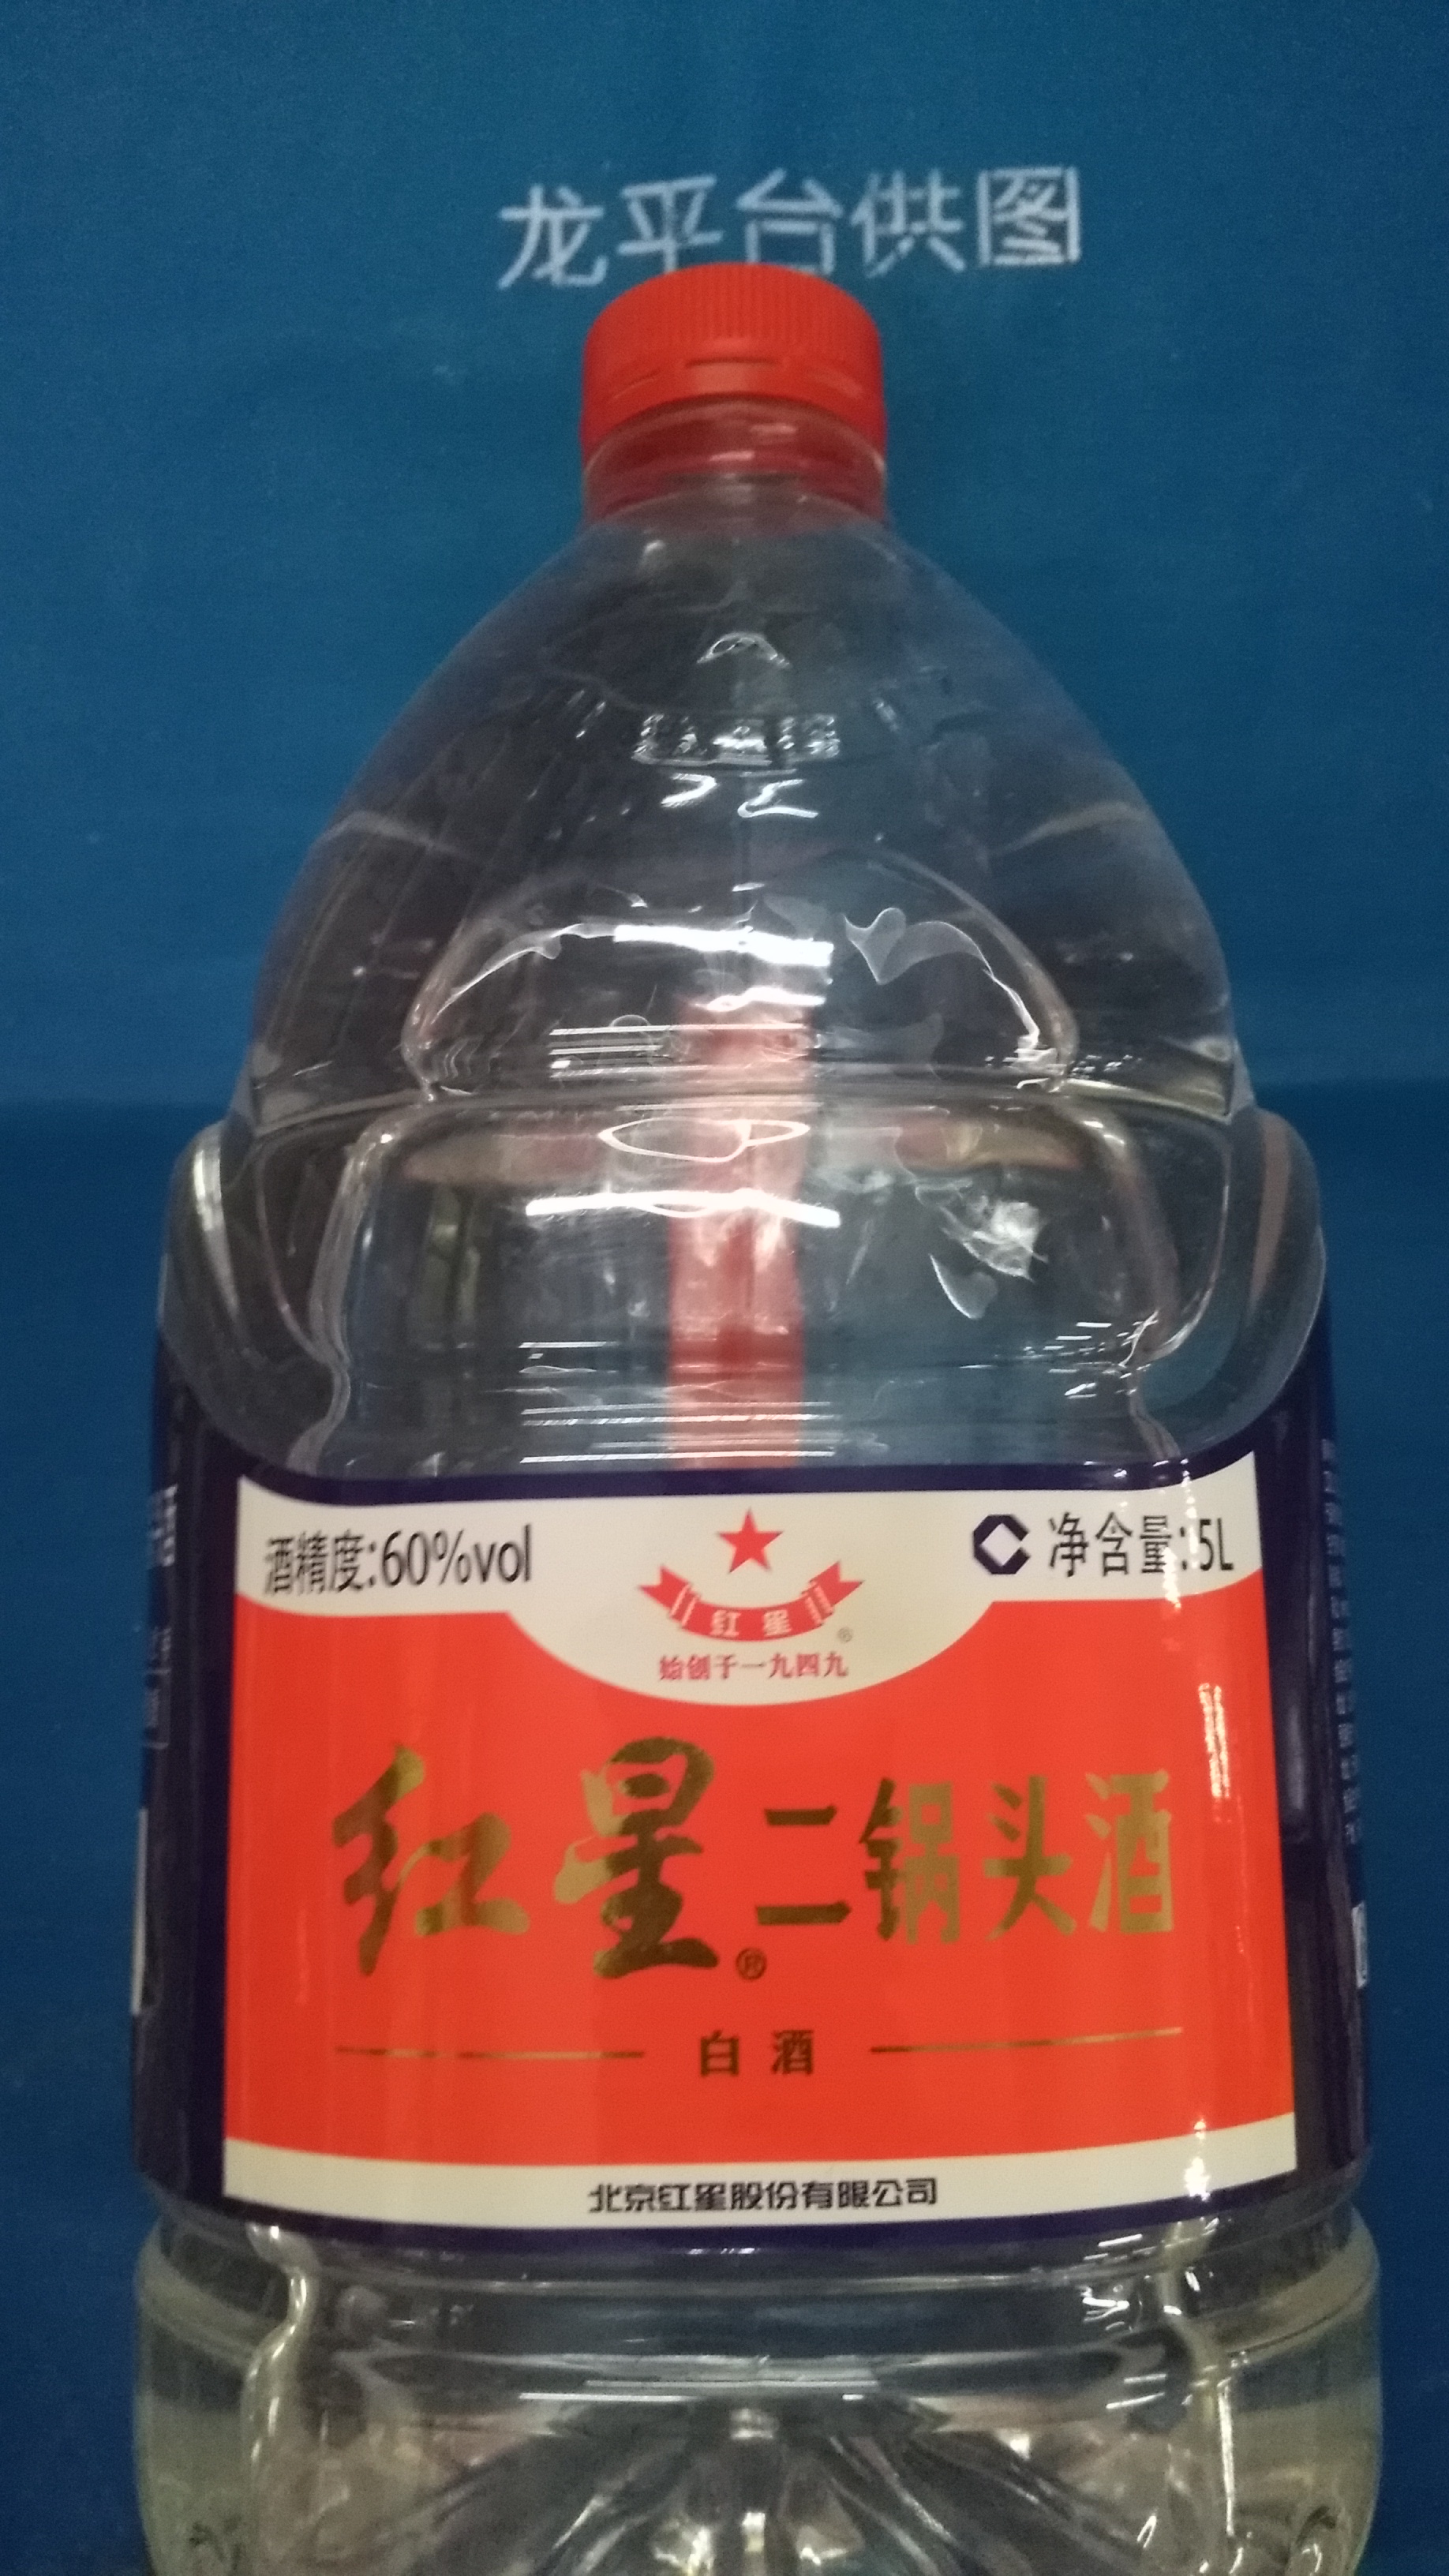 龙平台供图
酒精度:60%vol
红星®
净含量:5L
始创于一九四九
红星®二锅头酒
白酒
北京红星股份有限公司